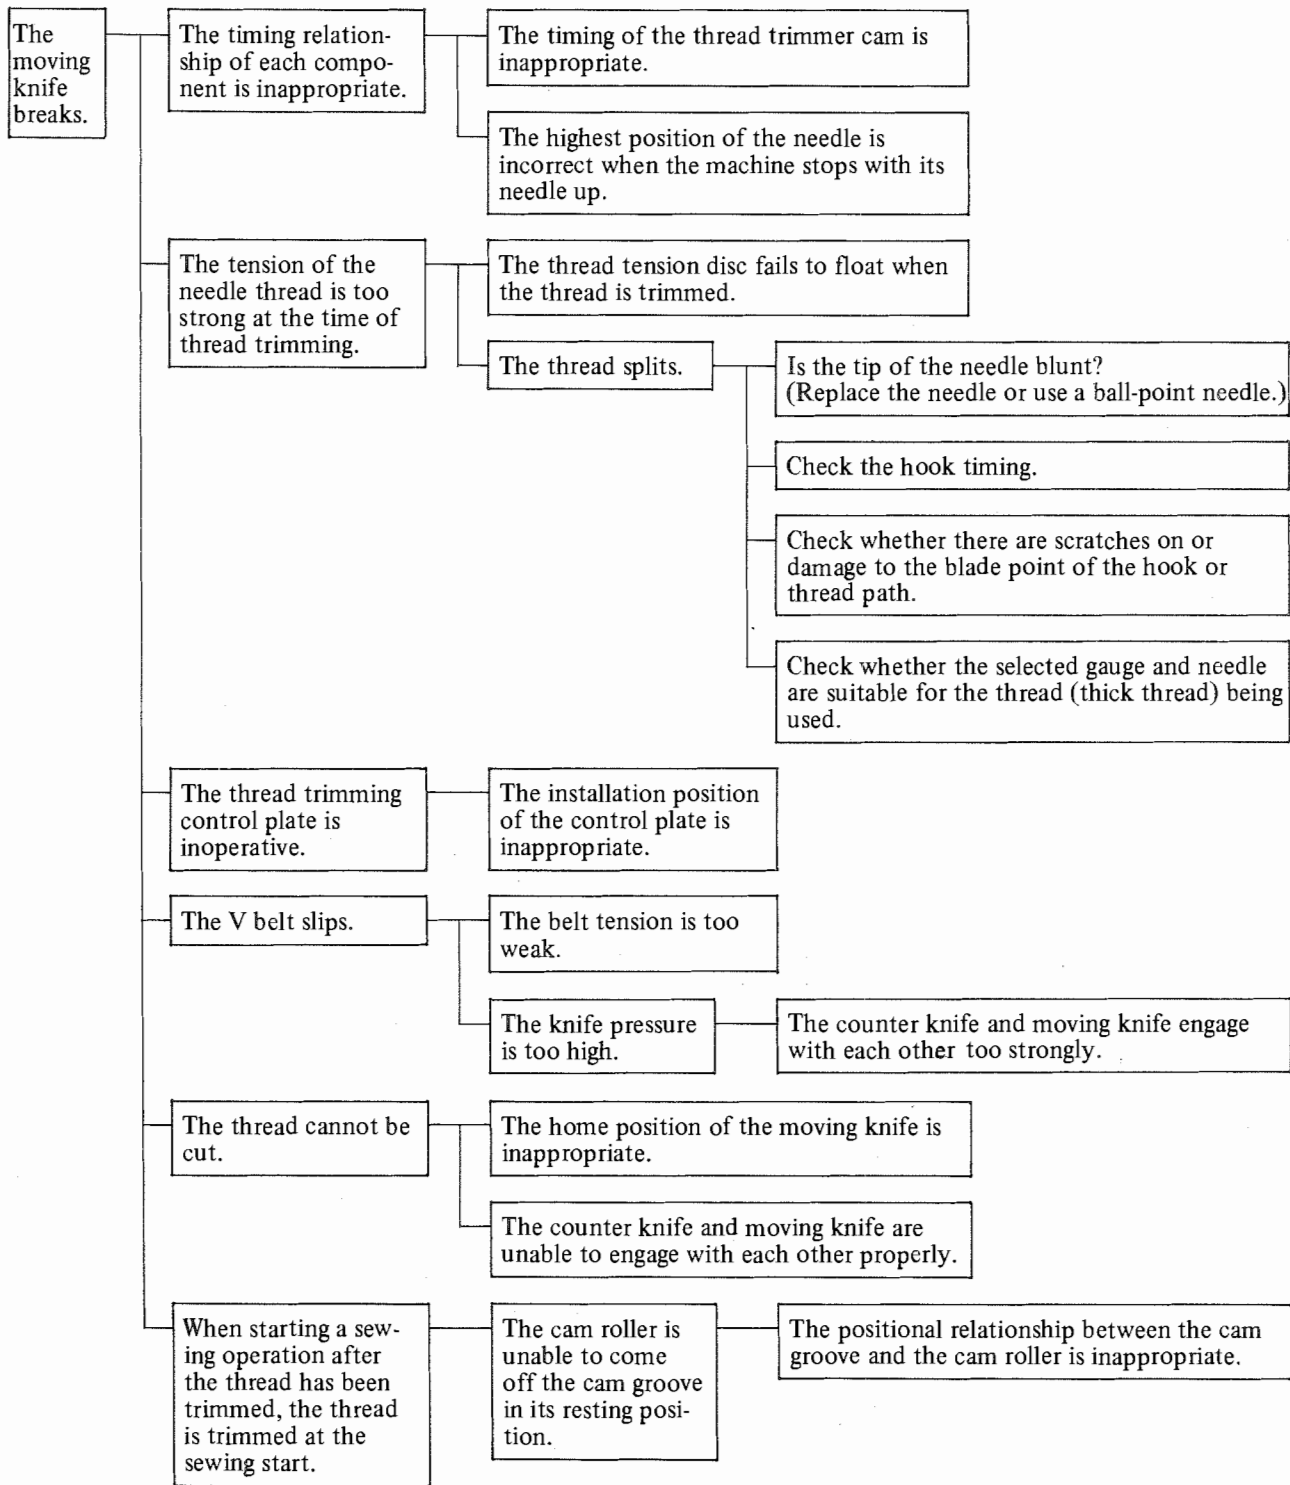 The
moving
knife
breaks.
The timing relation-
ship of each compo-
nent is inappropriate.
The timing of the thread trimmer cam is
inappropriate.
The highest position of the needle is
incorrect when the machine stops with its
needle up.
The tension of the
needle thread is too
strong at the time of
thread trimming.
The thread tension disc fails to float when
the thread is trimmed.
The thread splits.
Is the tip of the needle blunt?
(Replace the needle or use a ball-point needle.)
Check the hook timing.
Check whether there are scratches on or
damage to the blade point of the hook or
thread path.
Check whether the selected gauge and needle
are suitable for the thread (thick thread) being
used.
The thread trimming
control plate is
inoperative.
The installation position
of the control plate is
inappropriate.
The V belt slips.
The belt tension is too
weak.
The knife pressure
is too high.
The counter knife and moving knife engage
with each other too strongly.
The thread cannot be
cut.
The home position of the moving knife is
inappropriate.
The counter knife and moving knife are
unable to engage with each other properly.
When starting a sew-
ing operation after
the thread has been
trimmed, the thread
is trimmed at the
sewing start.
The cam roller is
unable to come
off the cam groove
in its resting posi-
tion.
The positional relationship between the cam
groove and the cam roller is inappropriate.